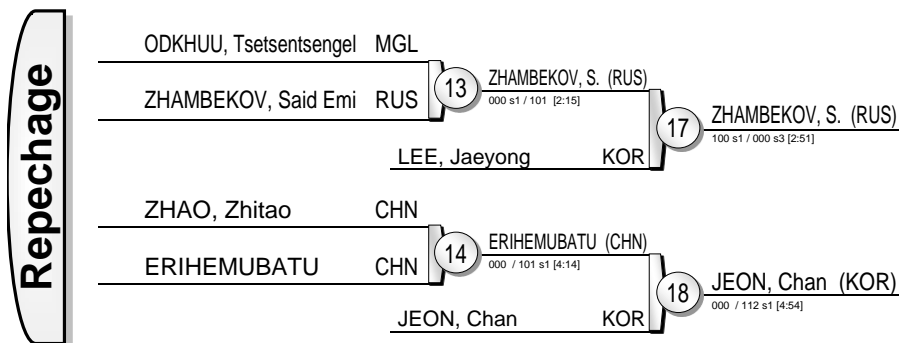 Repechage
ODKHUU, Tsetsentsengel MGL
ZHAMBEKOV, Said Emi RUS
13
ZHAMBEKOV, S. (RUS)
000 s1 / 101 [2:15]
LEE, Jaeyong KOR
17
ZHAMBEKOV, S. (RUS)
100 s1 / 000 s3 [2:51]
ZHAO, Zhitao CHN
ERIHEMUBATU CHN
14
ERIHEMUBATU (CHN)
000 / 101 s1 [4:14]
JEON, Chan KOR
18
JEON, Chan (KOR)
000 / 112 s1 [4:54]